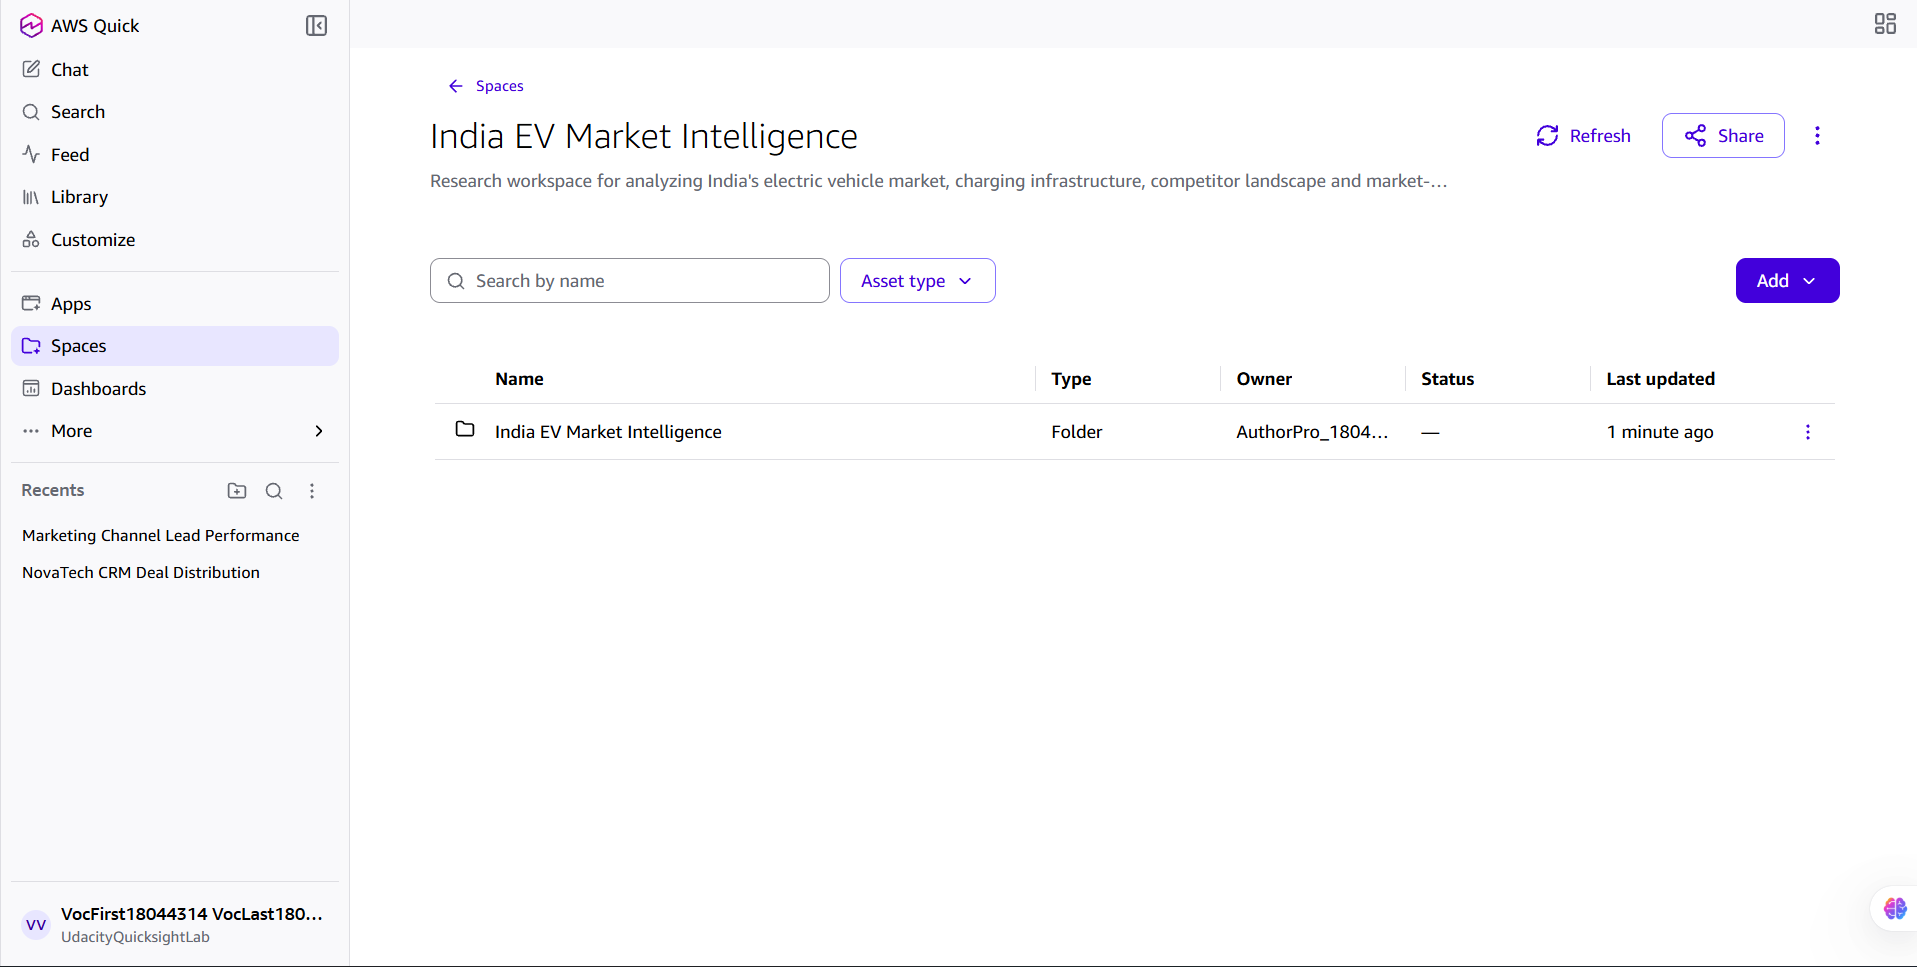 AWS Quick
Chat
Search
Feed
Library
Customize
Apps
Spaces
Dashboards
More
Recents
Marketing Channel Lead Performance
NovaTech CRM Deal Distribution
VV
VocFirst18044314 VocLast180...
UdacityQuicksightLab
Spaces
India EV Market Intelligence
Refresh
Share
Research workspace for analyzing India's electric vehicle market, charging infrastructure, competitor landscape and market-...
Search by name
Asset type
Add
Name Type Owner Status Last updated
India EV Market Intelligence Folder AuthorPro_1804... — 1 minute ago